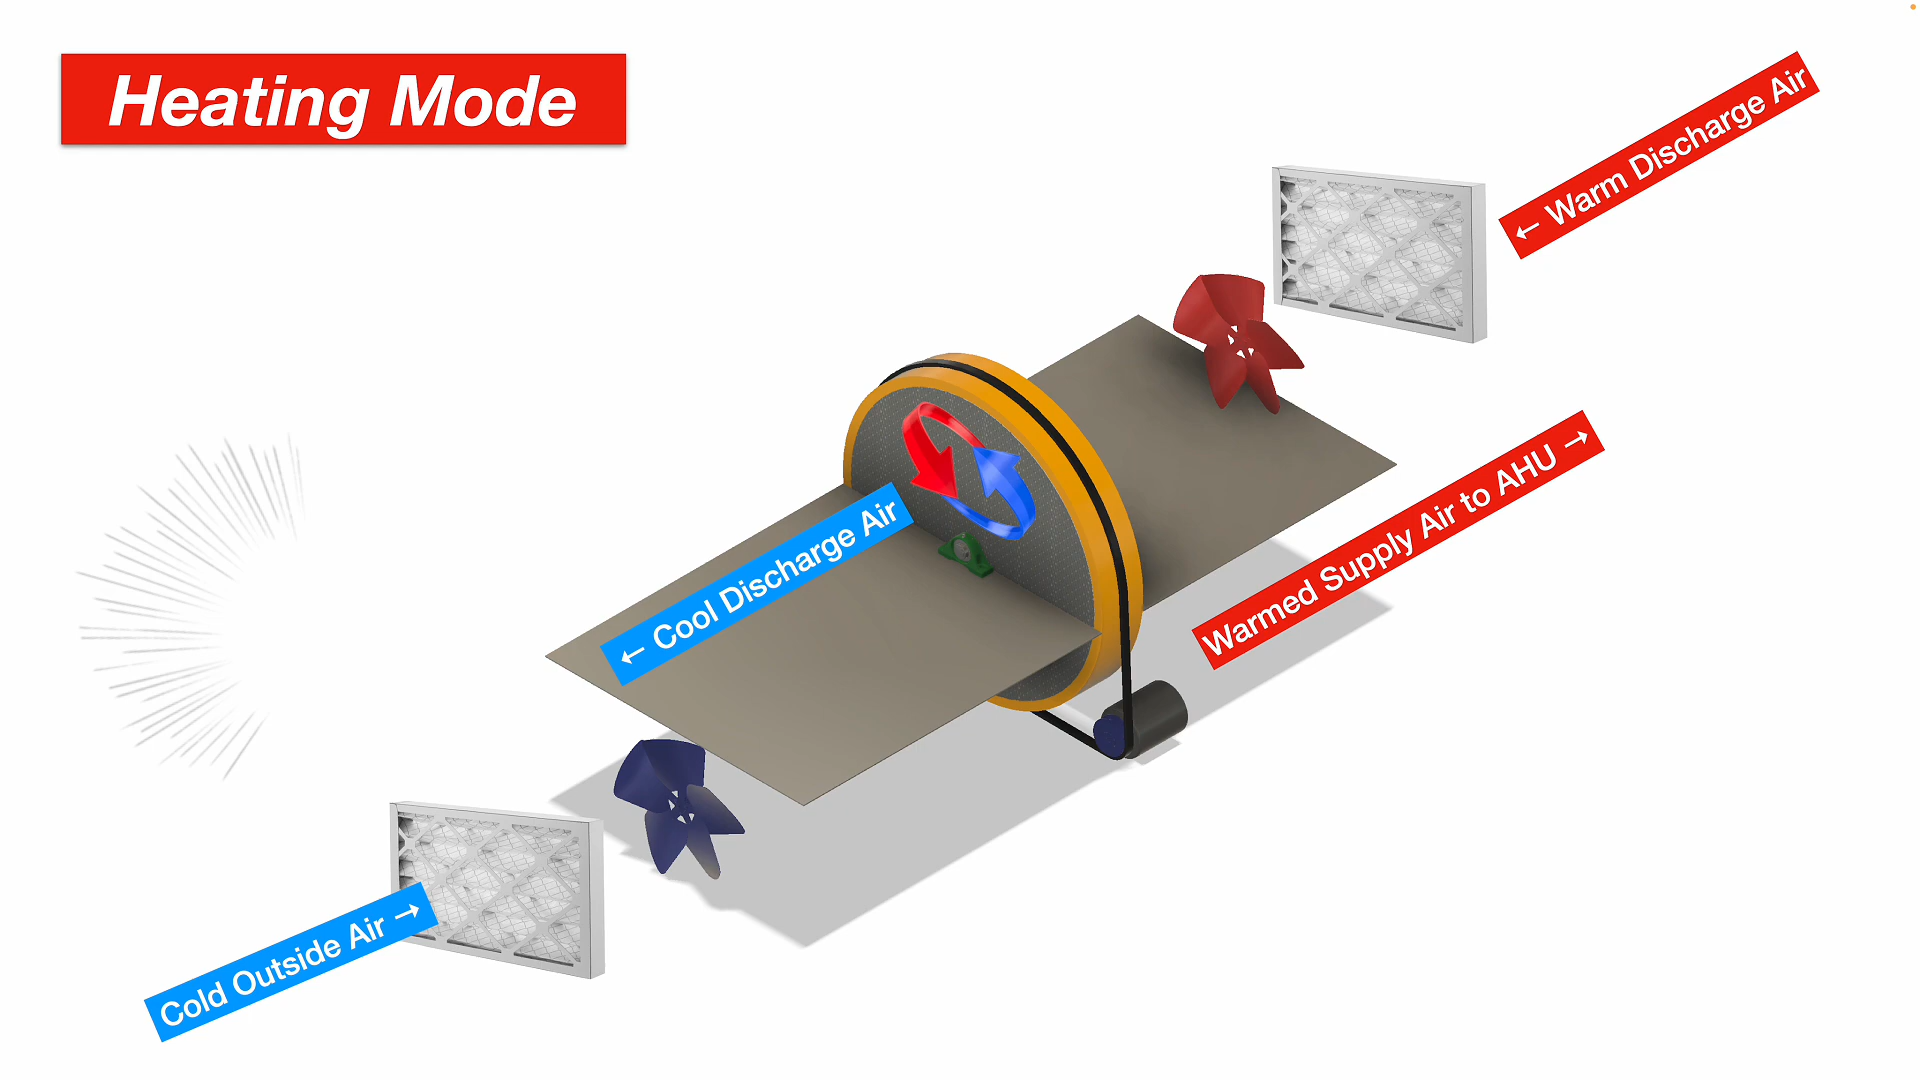 Heating Mode
← Warm Discharge Air
Warmed Supply Air to AHU →
← Cool Discharge Air
Cold Outside Air →